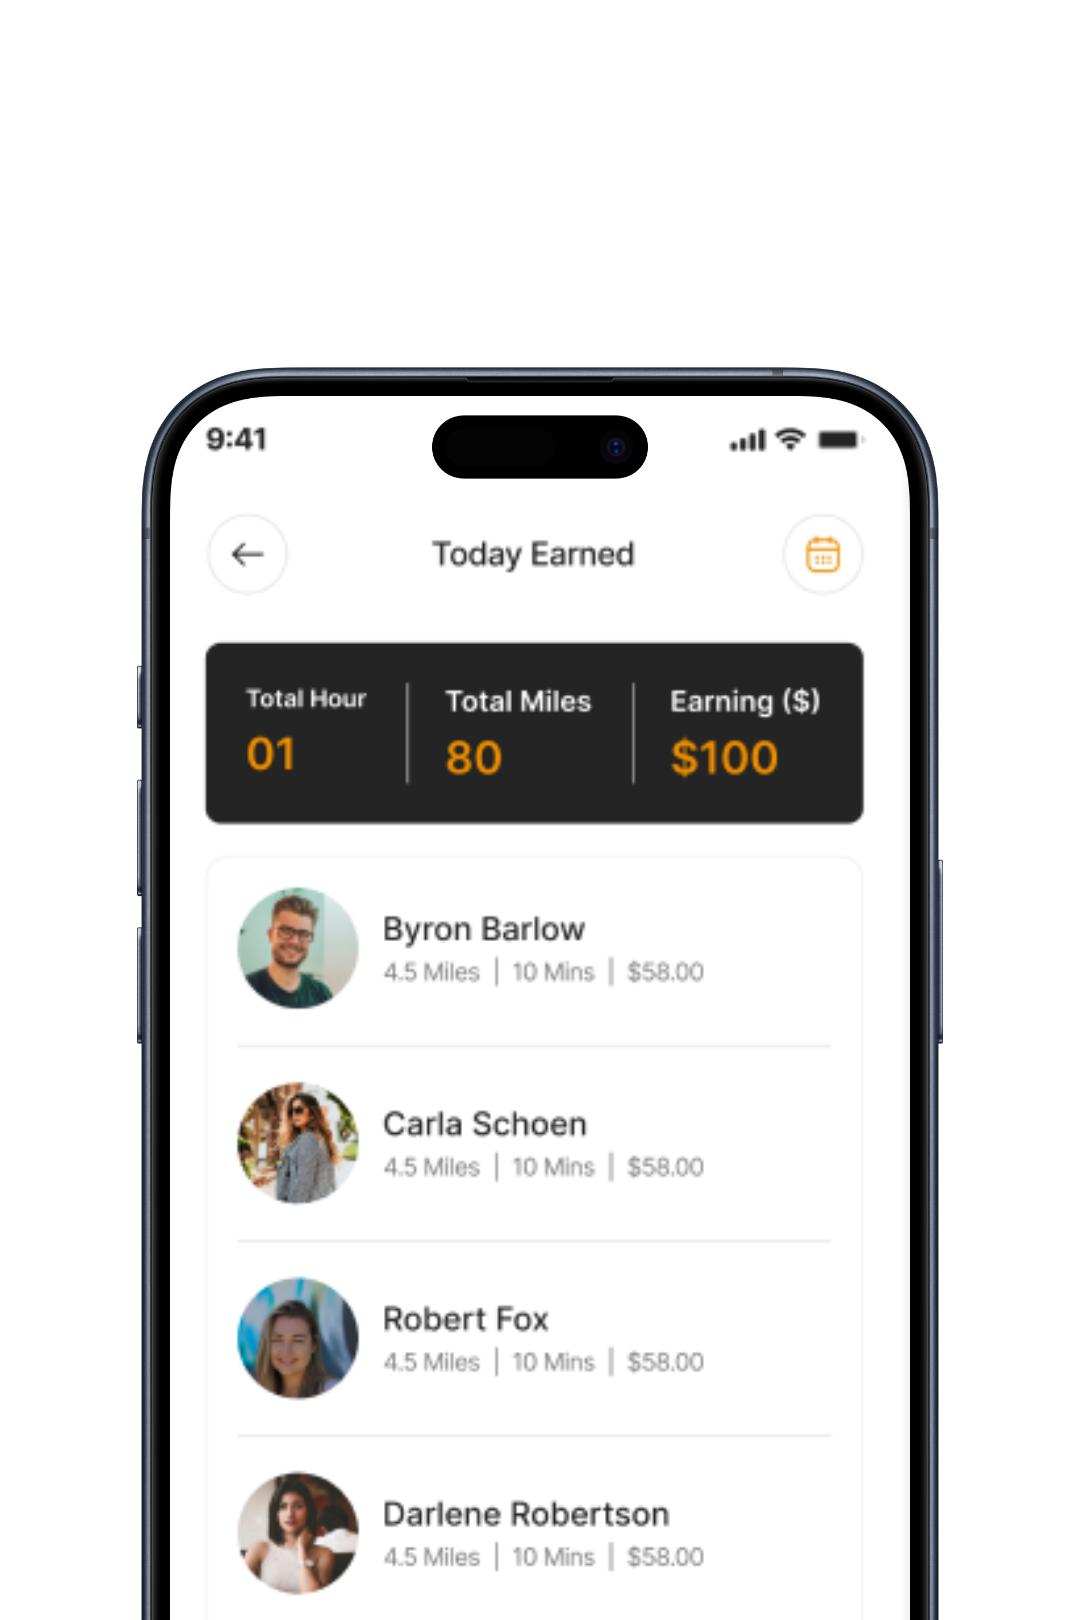 9:41
Today Earned
Total Hour Total Miles Earning ($)
01 80 $100
Byron Barlow
4.5 Miles | 10 Mins | $58.00
Carla Schoen
4.5 Miles | 10 Mins | $58.00
Robert Fox
4.5 Miles | 10 Mins | $58.00
Darlene Robertson
4.5 Miles | 10 Mins | $58.00